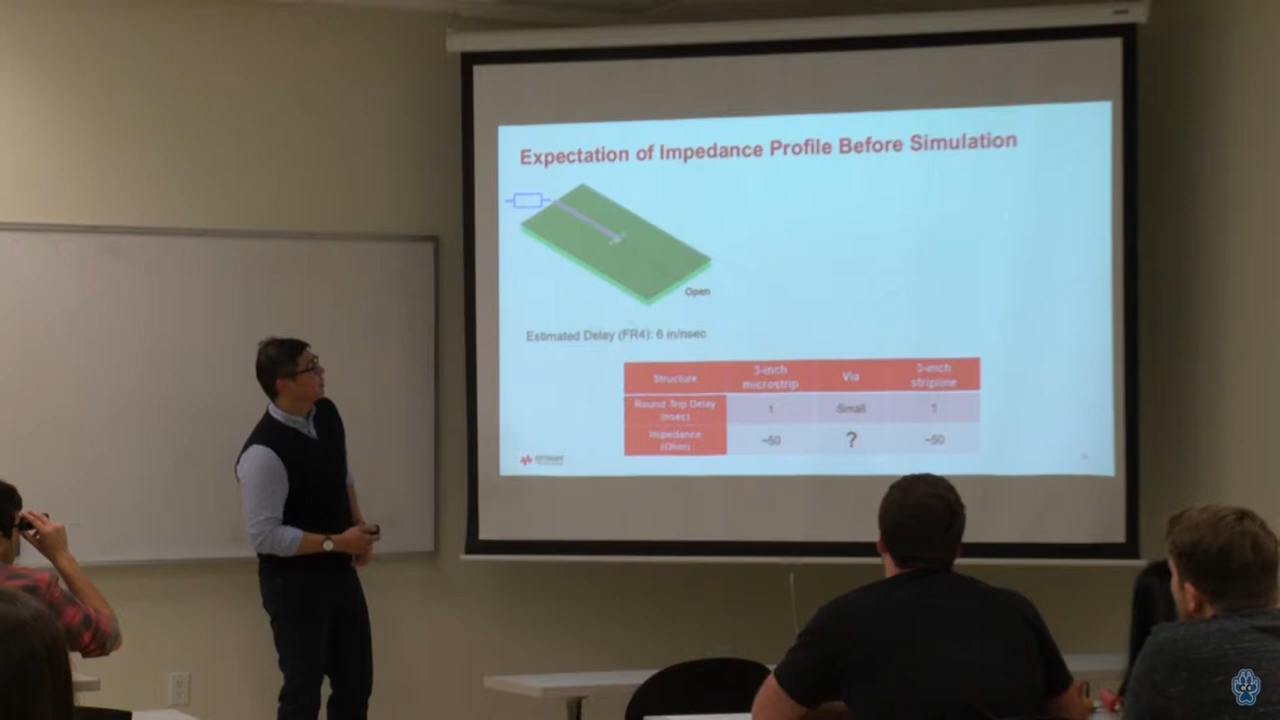 Expectation of Impedance Profile Before Simulation
Open
Estimated Delay (FR4): 6 in/nsec
Structure
3-inch
microstrip
Via
3-inch
stripline
Round Trip Delay
(nsec)
1
Small
1
Impedance
(Ohm)
~50
?
~50